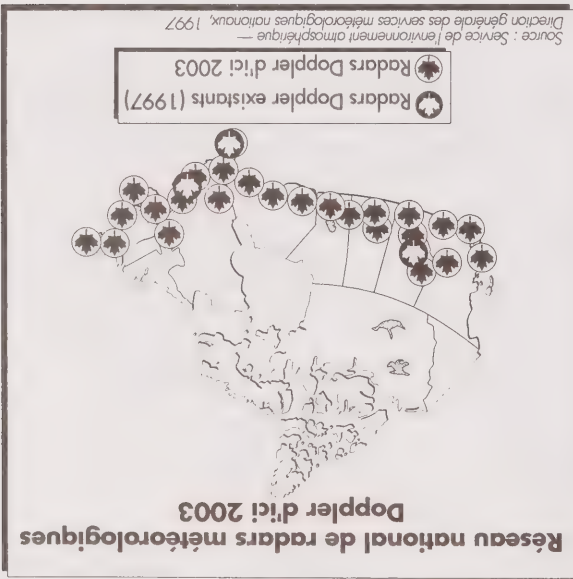 Réseau national de radars météorologiques
Doppler d'ici 2003
Radars Doppler existants (1997)
Radars Doppler d'ici 2003
Source : Service de l'environnement atmosphérique —
Direction générale des services météorologiques nationaux, 1997